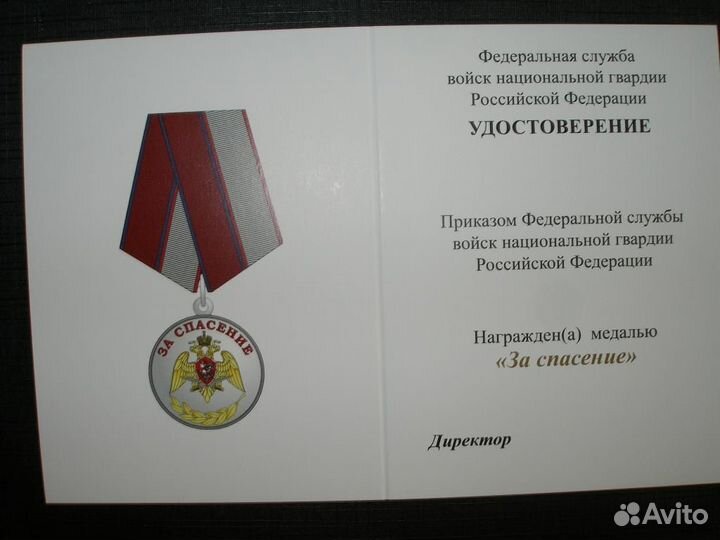 ЗА СПАСЕНИЕ
Федеральная служба
войск национальной гвардии
Российской Федерации
УДОСТОВЕРЕНИЕ
Приказом Федеральной службы
войск национальной гвардии
Российской Федерации
Награжден(а) медалью
«За спасение»
Директор
Avito